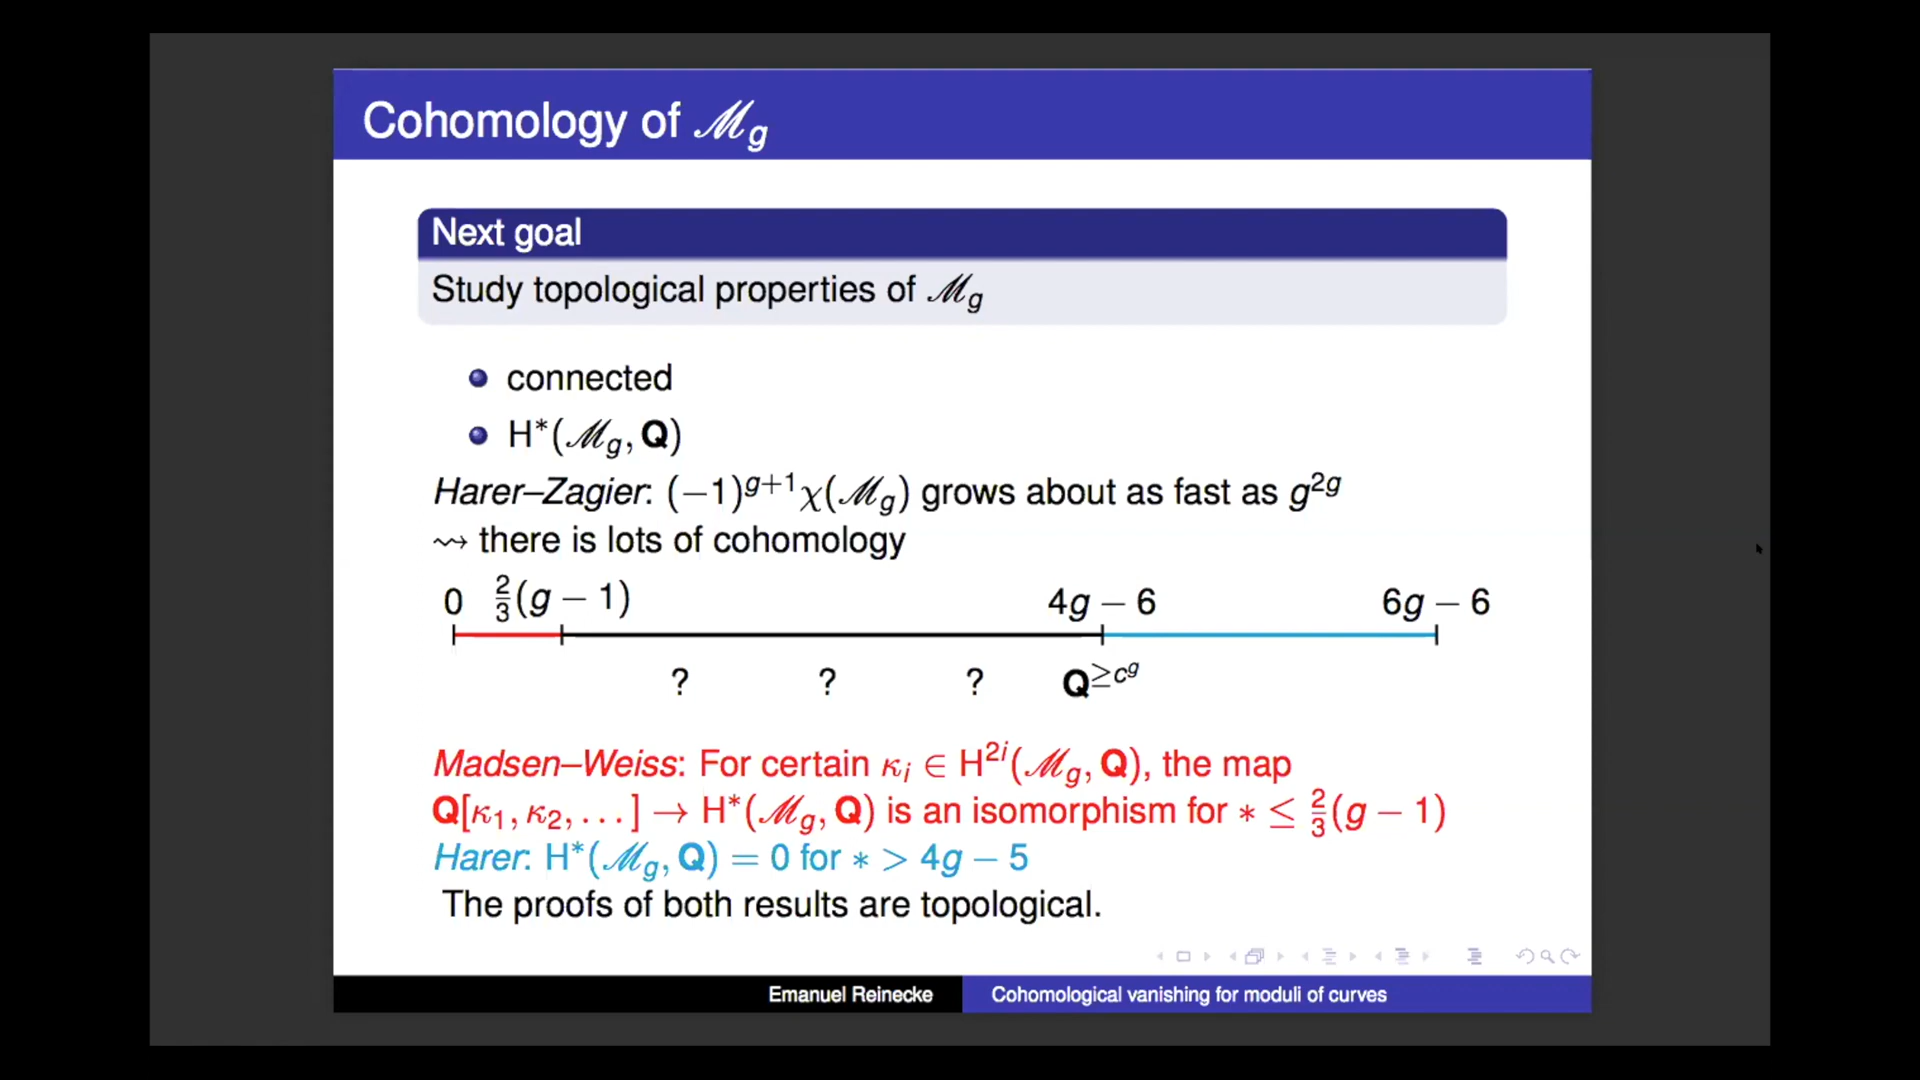 Cohomology of ℳ_g
Next goal
Study topological properties of ℳ_g
connected
H*(ℳ_g, Q)
Harer–Zagier: (−1)^{g+1}χ(ℳ_g) grows about as fast as g^{2g}
⇝ there is lots of cohomology
0 2/3(g − 1) 4g − 6 6g − 6
? ? ? Q^{≥c^g}
Madsen–Weiss: For certain κ_i ∈ H^{2i}(ℳ_g, Q), the map
Q[κ_1, κ_2, …] → H*(ℳ_g, Q) is an isomorphism for * ≤ 2/3(g − 1)
Harer: H*(ℳ_g, Q) = 0 for * > 4g − 5
The proofs of both results are topological.
Emanuel Reinecke Cohomological vanishing for moduli of curves